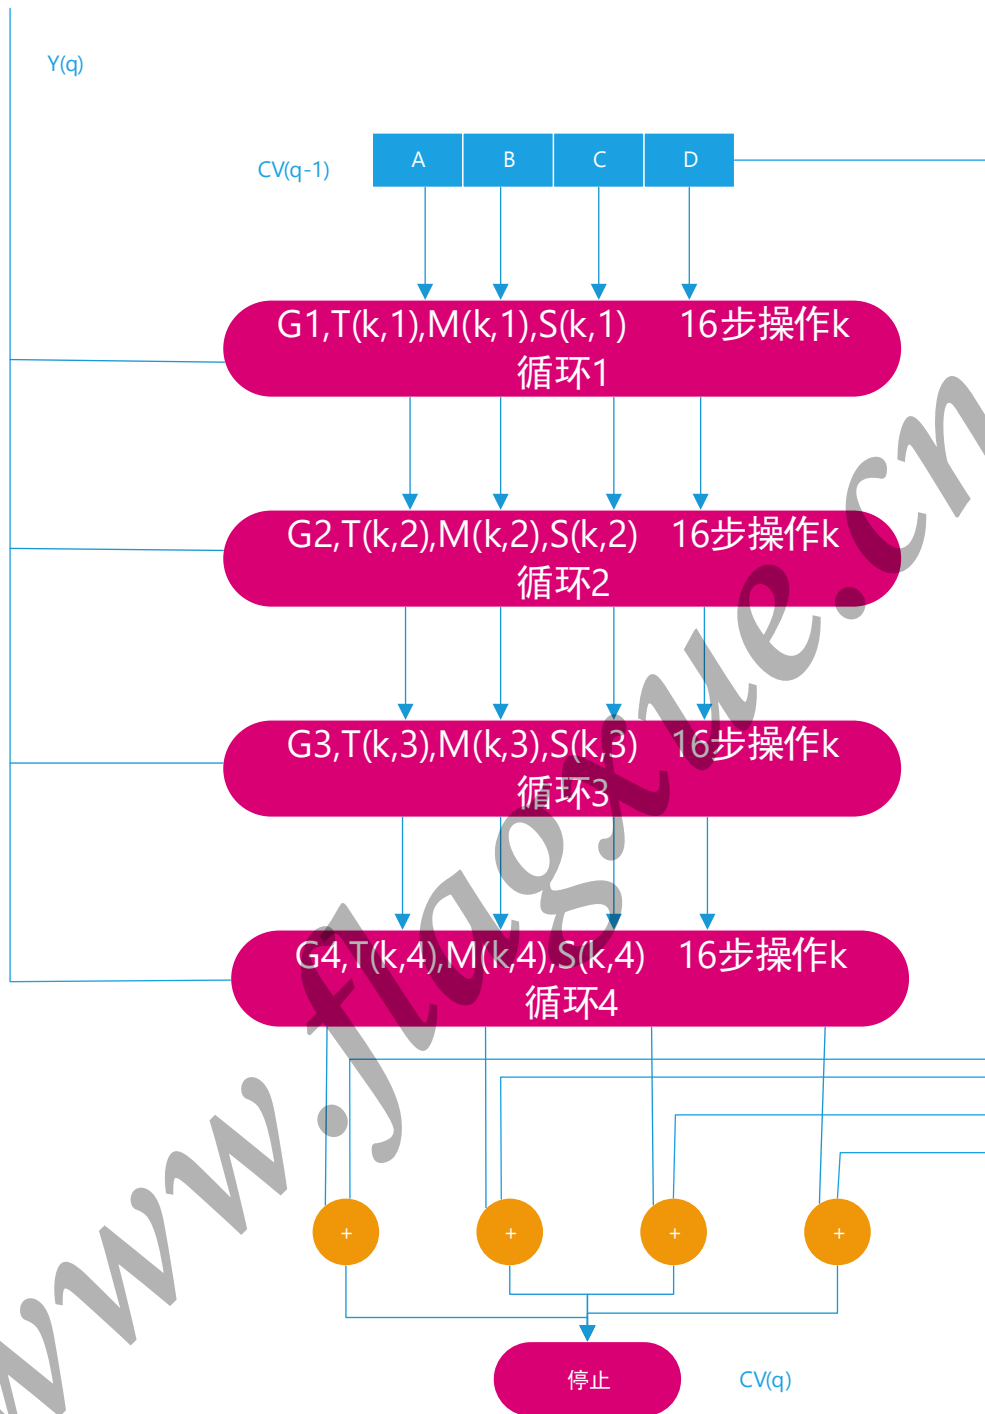 Y(q)
CV(q-1)
A B C D
G1,T(k,1),M(k,1),S(k,1) 16步操作k
循环1
G2,T(k,2),M(k,2),S(k,2) 16步操作k
循环2
G3,T(k,3),M(k,3),S(k,3) 16步操作k
循环3
G4,T(k,4),M(k,4),S(k,4) 16步操作k
循环4
+ + + +
停止
CV(q)
www.flagxue.cn